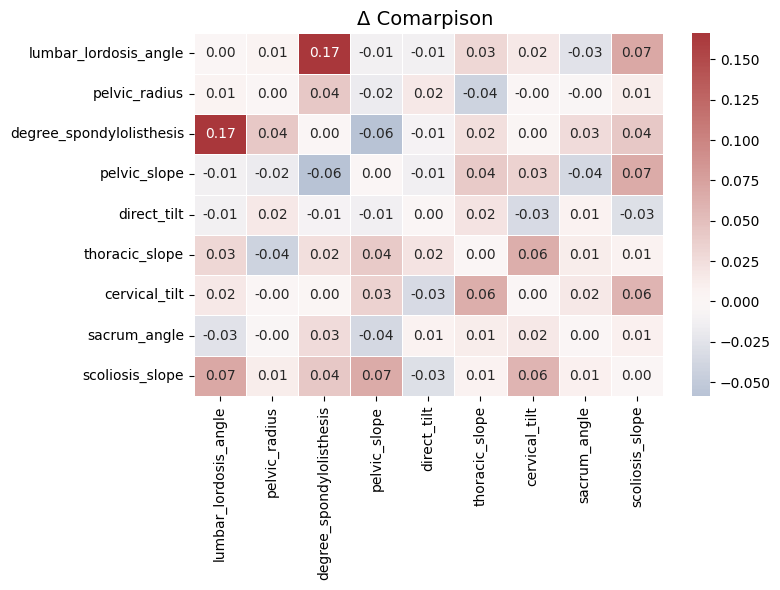 Δ Comarpison
lumbar_lordosis_angle 0.00 0.01 0.17 -0.01 -0.01 0.03 0.02 -0.03 0.07
pelvic_radius 0.01 0.00 0.04 -0.02 0.02 -0.04 -0.00 -0.00 0.01
degree_spondylolisthesis 0.17 0.04 0.00 -0.06 -0.01 0.02 0.00 0.03 0.04
pelvic_slope -0.01 -0.02 -0.06 0.00 -0.01 0.04 0.03 -0.04 0.07
direct_tilt -0.01 0.02 -0.01 -0.01 0.00 0.02 -0.03 0.01 -0.03
thoracic_slope 0.03 -0.04 0.02 0.04 0.02 0.00 0.06 0.01 0.01
cervical_tilt 0.02 -0.00 0.00 0.03 -0.03 0.06 0.00 0.02 0.06
sacrum_angle -0.03 -0.00 0.03 -0.04 0.01 0.01 0.02 0.00 0.01
scoliosis_slope 0.07 0.01 0.04 0.07 -0.03 0.01 0.06 0.01 0.00
lumbar_lordosis_angle
pelvic_radius
degree_spondylolisthesis
pelvic_slope
direct_tilt
thoracic_slope
cervical_tilt
sacrum_angle
scoliosis_slope
0.150
0.125
0.100
0.075
0.050
0.025
0.000
−0.025
−0.050